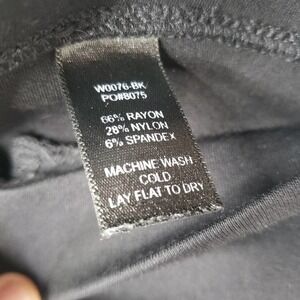 W0076-BK
PO#8075
66% RAYON
28% NYLON
6% SPANDEX
MACHINE WASH
COLD
LAY FLAT TO DRY